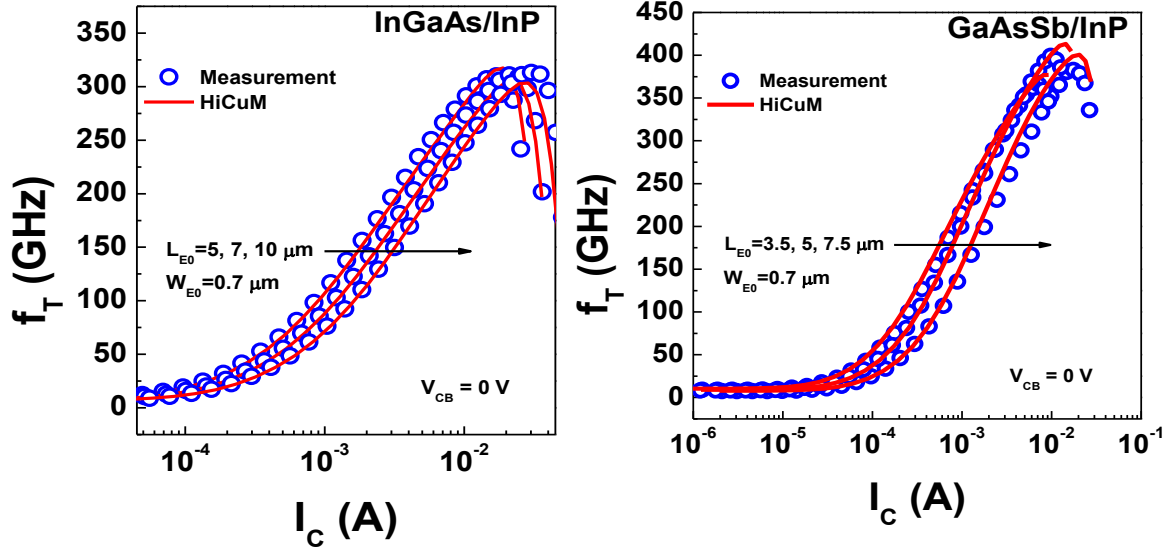 InGaAs/InP
350
300
250
200
150
100
50
0
f_T (GHz)
Measurement
HiCuM
L_E0=5, 7, 10 μm
W_E0=0.7 μm
V_CB = 0 V
10^-4
10^-3
10^-2
I_C (A)
GaAsSb/InP
450
400
350
300
250
200
150
100
50
0
f_T (GHz)
Measurement
HiCuM
L_E0=3.5, 5, 7.5 μm
W_E0=0.7 μm
V_CB = 0 V
10^-6
10^-5
10^-4
10^-3
10^-2
10^-1
I_C (A)